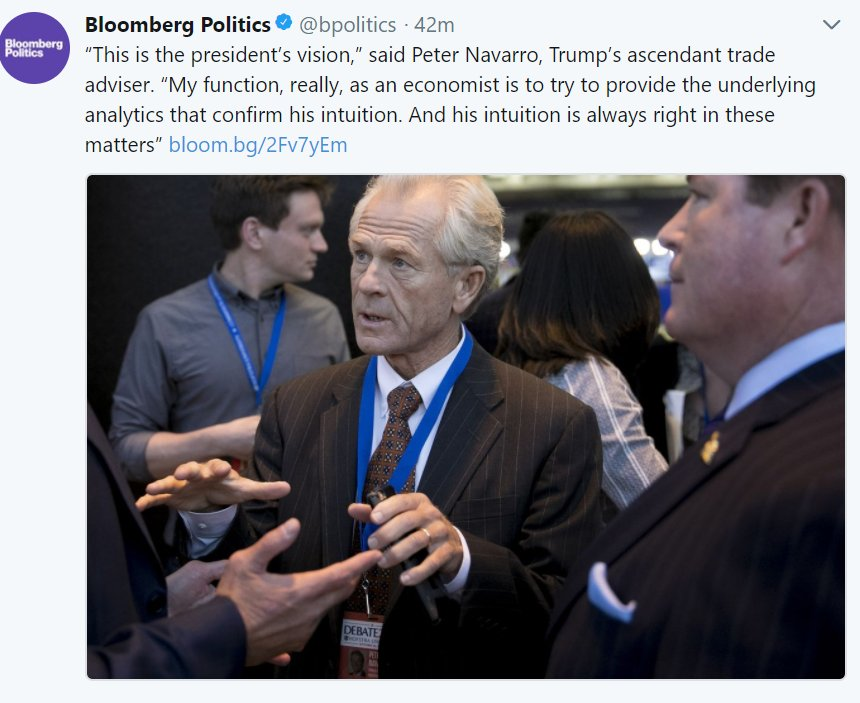 Bloomberg Politics
Bloomberg Politics @bpolitics · 42m
“This is the president’s vision,” said Peter Navarro, Trump’s ascendant trade
adviser. “My function, really, as an economist is to try to provide the underlying
analytics that confirm his intuition. And his intuition is always right in these
matters” bloom.bg/2Fv7yEm
DEBATE